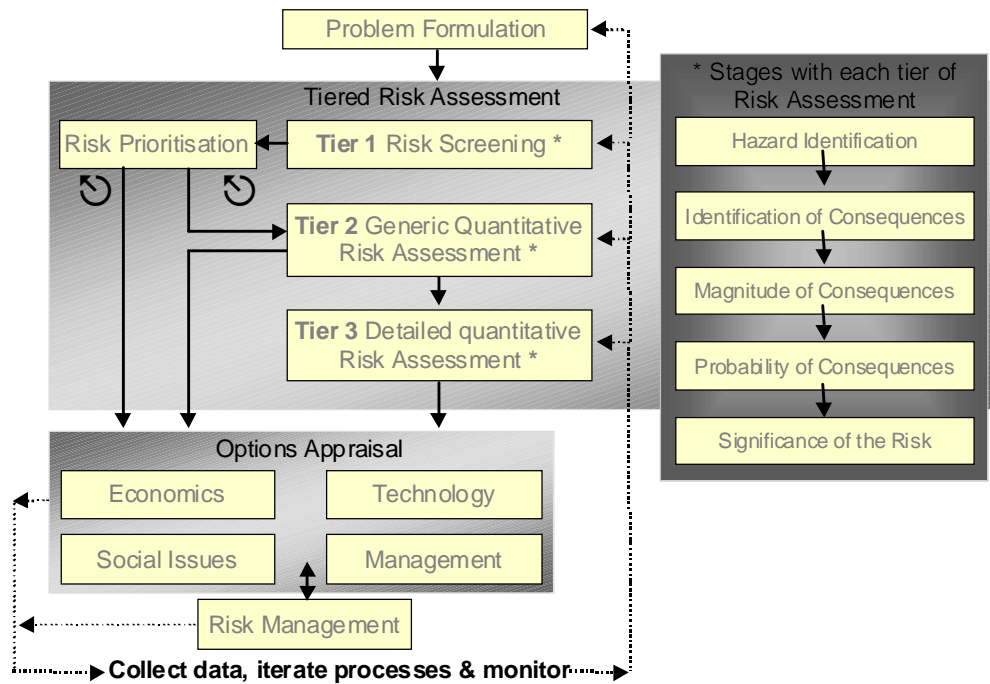 Problem Formulation
Tiered Risk Assessment
Risk Prioritisation
Tier 1 Risk Screening *
Tier 2 Generic Quantitative
Risk Assessment *
Tier 3 Detailed quantitative
Risk Assessment *
Options Appraisal
Economics
Technology
Social Issues
Management
Risk Management
Collect data, iterate processes & monitor
* Stages with each tier of
Risk Assessment
Hazard Identification
Identification of Consequences
Magnitude of Consequences
Probability of Consequences
Significance of the Risk